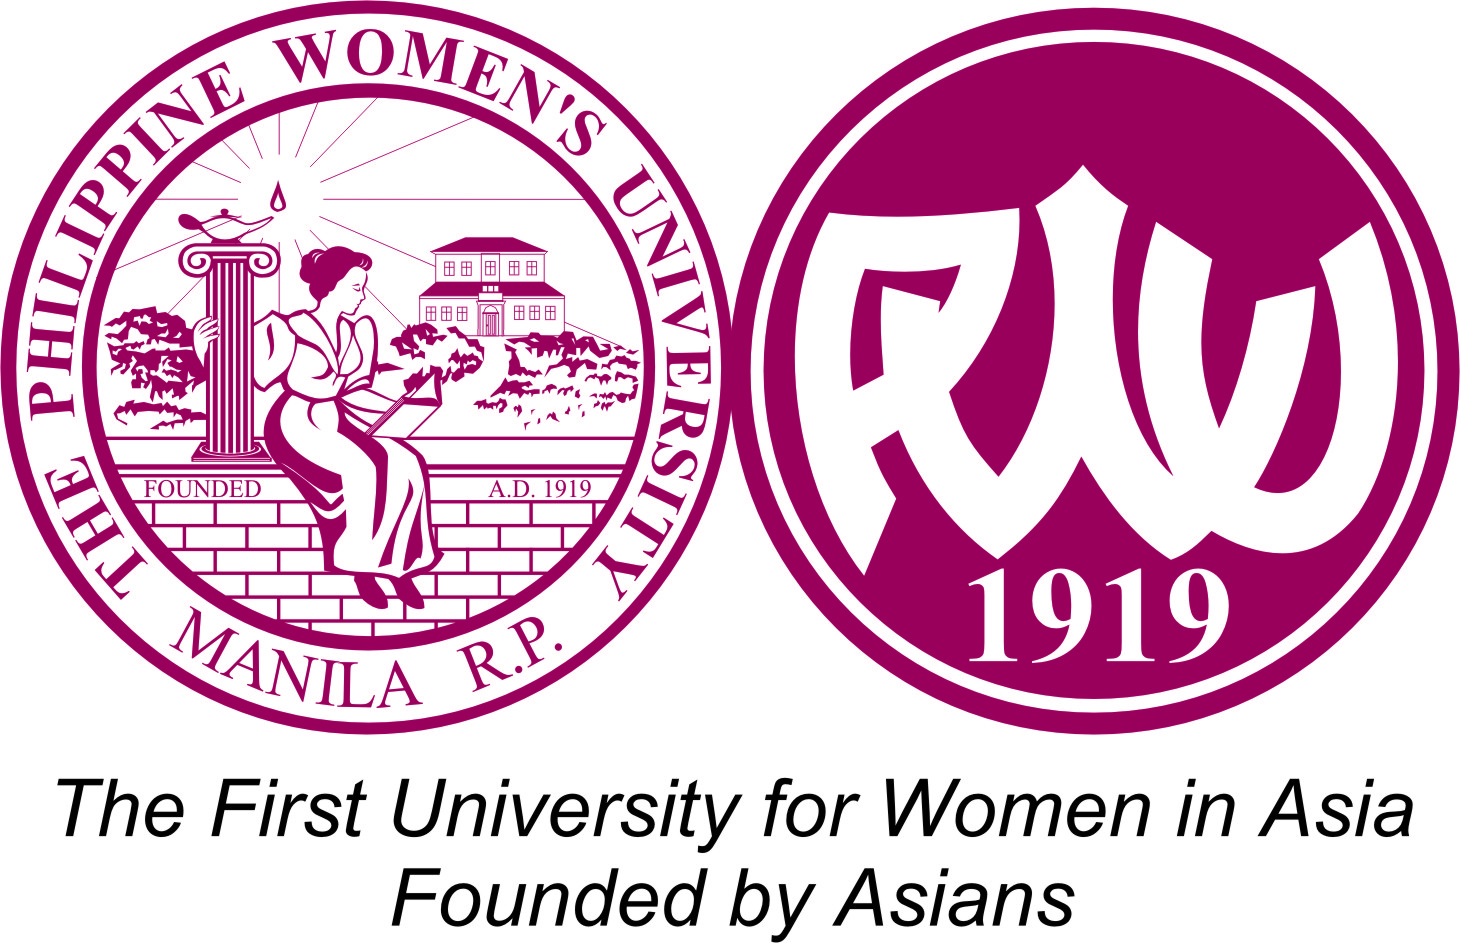 THE PHILIPPINE WOMEN'S UNIVERSITY
MANILA R.P.
FOUNDED A.D. 1919
PWU
1919
The First University for Women in Asia
Founded by Asians